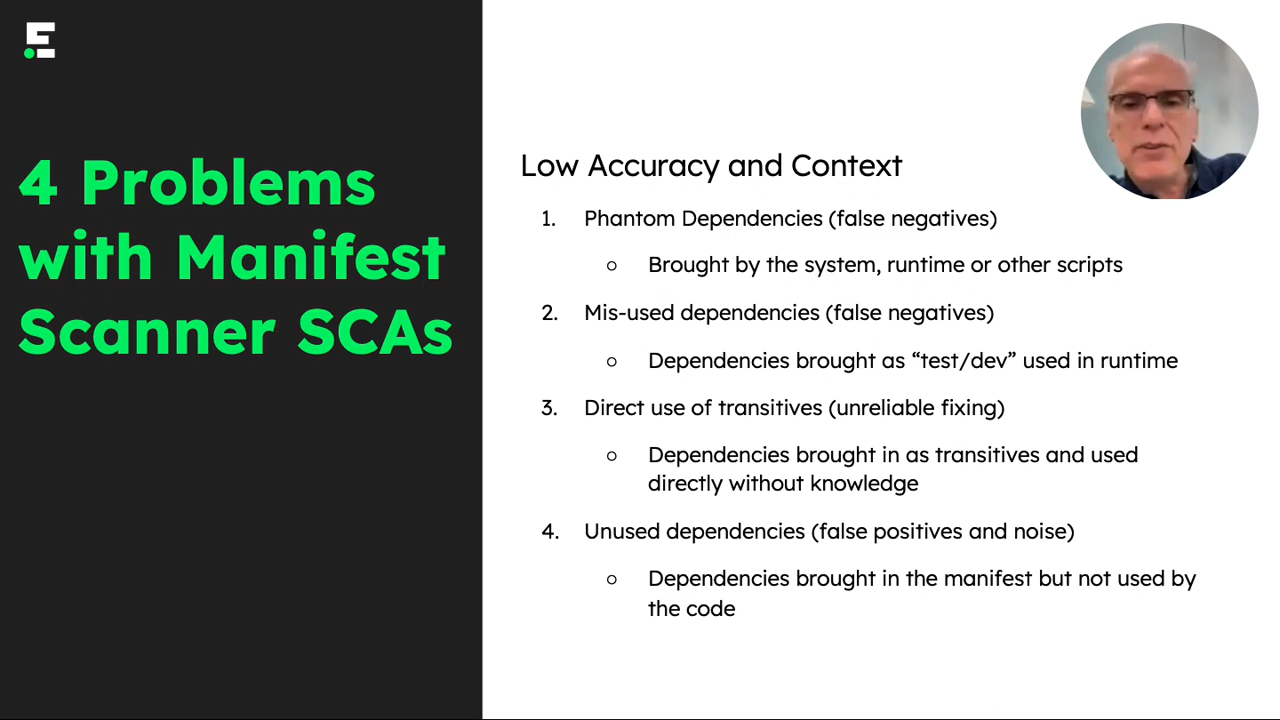 4 Problems
with Manifest
Scanner SCAs
Low Accuracy and Context
1. Phantom Dependencies (false negatives)
○ Brought by the system, runtime or other scripts
2. Mis-used dependencies (false negatives)
○ Dependencies brought as “test/dev” used in runtime
3. Direct use of transitives (unreliable fixing)
○ Dependencies brought in as transitives and used
directly without knowledge
4. Unused dependencies (false positives and noise)
○ Dependencies brought in the manifest but not used by
the code